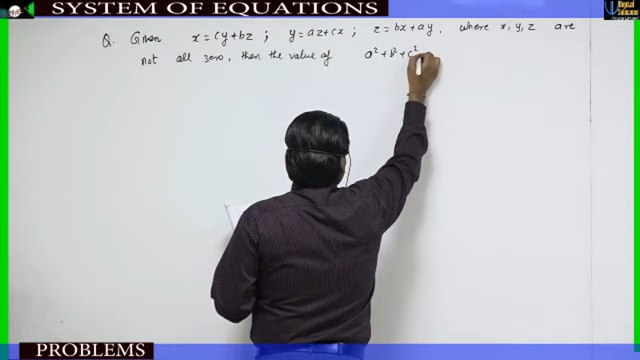 SYSTEM OF EQUATIONS
Digital
Q. Given x = cy + bz ; y = az + cx ; z = bx + ay, where x, y, z are
not all zero, then the value of a² + b² + c²
PROBLEMS